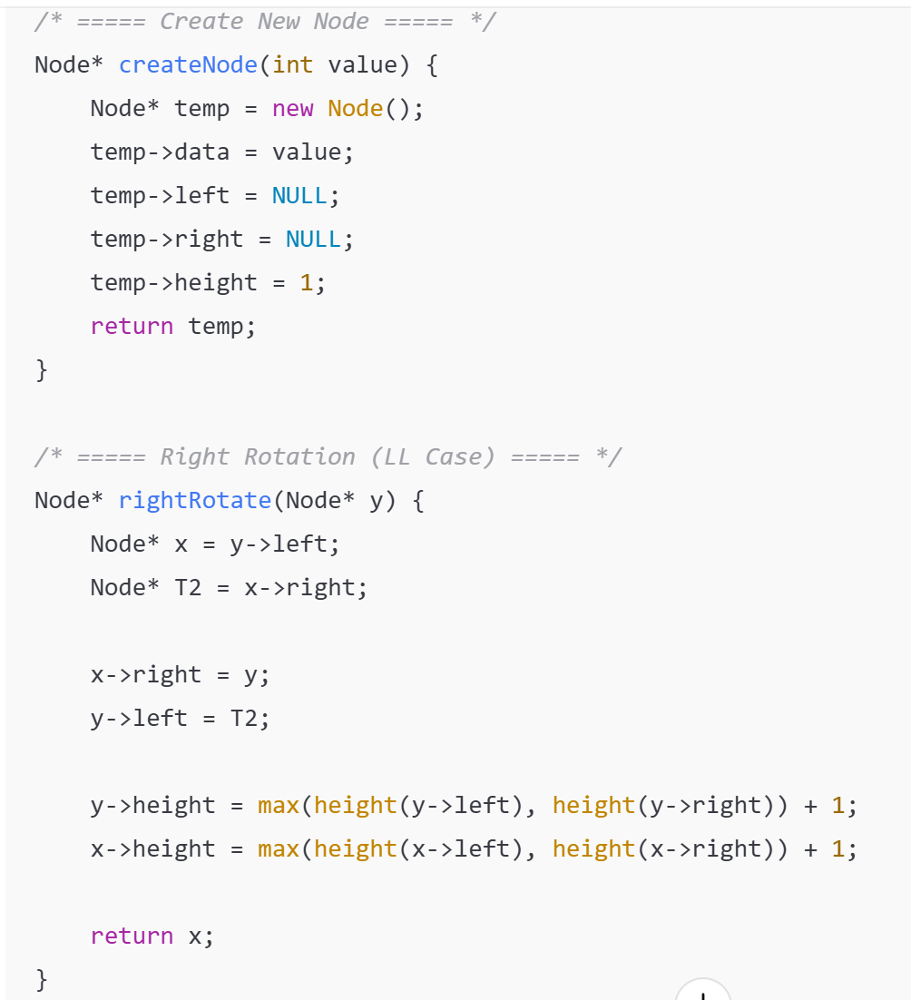 /* ===== Create New Node ===== */
Node* createNode(int value) {
    Node* temp = new Node();
    temp->data = value;
    temp->left = NULL;
    temp->right = NULL;
    temp->height = 1;
    return temp;
}

/* ===== Right Rotation (LL Case) ===== */
Node* rightRotate(Node* y) {
    Node* x = y->left;
    Node* T2 = x->right;

    x->right = y;
    y->left = T2;

    y->height = max(height(y->left), height(y->right)) + 1;
    x->height = max(height(x->left), height(x->right)) + 1;

    return x;
}